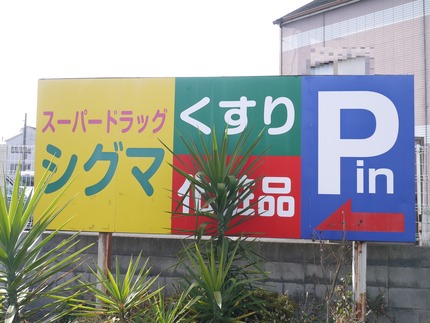 スーパードラッグ
シグマ
くすり
化粧品
P in